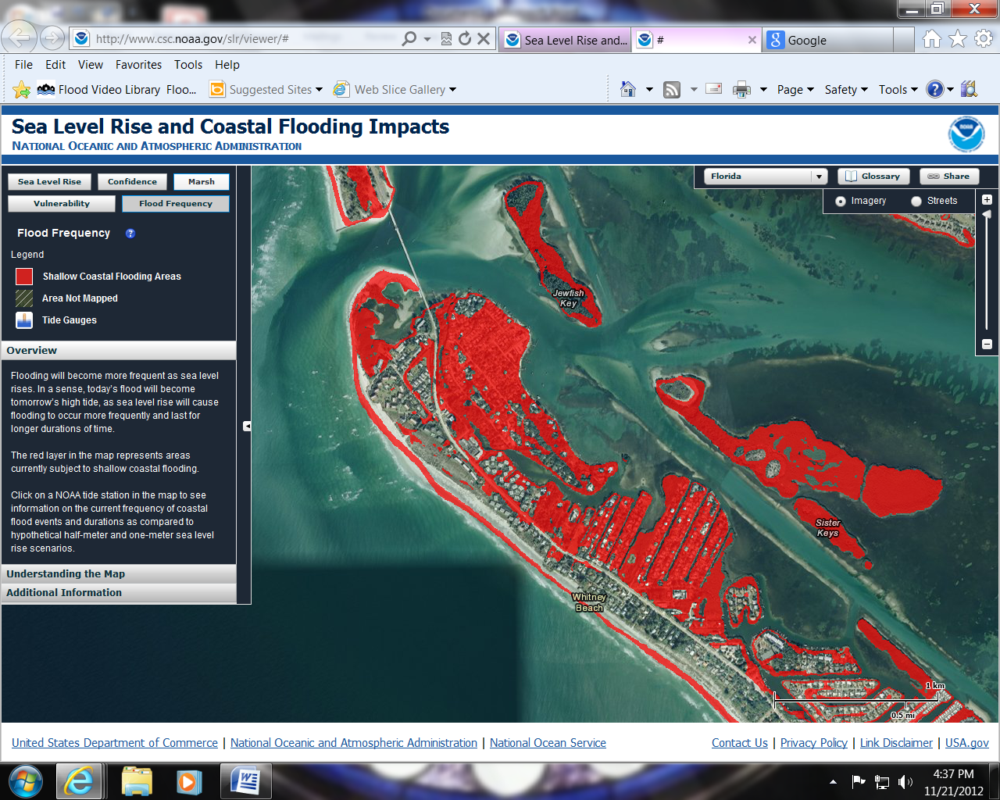 http://www.csc.noaa.gov/slr/viewer/#
Sea Level Rise and...
#
Google
File Edit View Favorites Tools Help
Flood Video Library Floo...
Suggested Sites
Web Slice Gallery
Page Safety Tools
Sea Level Rise and Coastal Flooding Impacts
National Oceanic and Atmospheric Administration
NOAA
Sea Level Rise Confidence Marsh
Vulnerability Flood Frequency
Florida
Glossary
Share
Imagery Streets
Flood Frequency ?
Legend
Shallow Coastal Flooding Areas
Area Not Mapped
Tide Gauges
Overview
Flooding will become more frequent as sea level
rises. In a sense, today's flood will become
tomorrow's high tide, as sea level rise will cause
flooding to occur more frequently and last for
longer durations of time.
The red layer in the map represents areas
currently subject to shallow coastal flooding.
Click on a NOAA tide station in the map to see
information on the current frequency of coastal
flood events and durations as compared to
hypothetical half-meter and one-meter sea level
rise scenarios.
Understanding the Map
Additional Information
Jewfish
Key
Sister
Keys
Whitney
Beach
1 km
0.5 mi
United States Department of Commerce | National Oceanic and Atmospheric Administration | National Ocean Service
Contact Us | Privacy Policy | Link Disclaimer | USA.gov
4:37 PM
11/21/2012